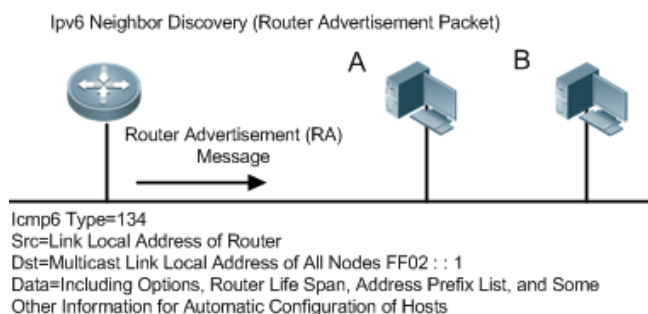 Ipv6 Neighbor Discovery (Router Advertisement Packet)
A
B
Router Advertisement (RA)
Message
Icmp6 Type=134
Src=Link Local Address of Router
Dst=Multicast Link Local Address of All Nodes FF02 : : 1
Data=Including Options, Router Life Span, Address Prefix List, and Some
Other Information for Automatic Configuration of Hosts